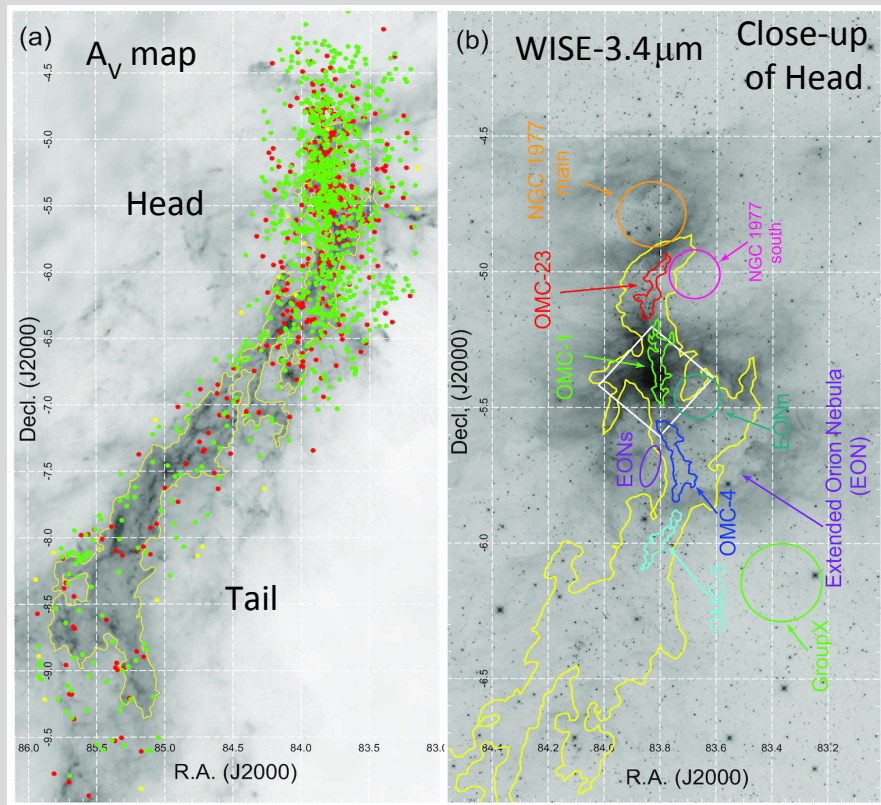 (a)
A_V map
Head
Tail
Decl. (J2000)
-4.5
-5.0
-5.5
-6.0
-6.5
-7.0
-7.5
-8.0
-8.5
-9.0
-9.5
86.0
85.5
85.0
84.5
84.0
83.5
83.0
R.A. (J2000)
(b)
WISE-3.4 μm
Close-up
of Head
NGC 1977
main
NGC 1977
south
OMC-23
OMC-1
EONn
EONs
OMC-4
OMC-5
Extended Orion Nebula
(EON)
GroupX
Decl. (J2000)
-4.5
-5.0
-5.5
-6.0
-6.5
84.4
84.2
84.0
83.8
83.6
83.4
83.2
R.A. (J2000)